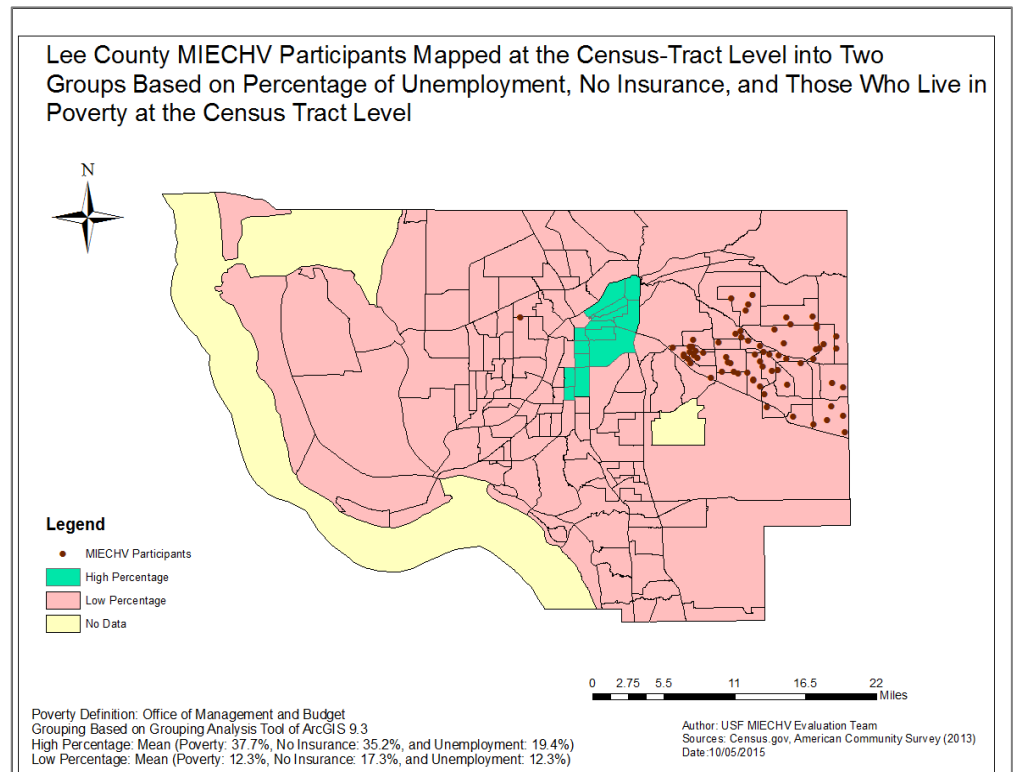 Lee County MIECHV Participants Mapped at the Census-Tract Level into Two
Groups Based on Percentage of Unemployment, No Insurance, and Those Who Live in
Poverty at the Census Tract Level
N
Legend
MIECHV Participants
High Percentage
Low Percentage
No Data
0 2.75 5.5 11 16.5 22
Miles
Poverty Definition: Office of Management and Budget
Grouping Based on Grouping Analysis Tool of ArcGIS 9.3
High Percentage: Mean (Poverty: 37.7%, No Insurance: 35.2%, and Unemployment: 19.4%)
Low Percentage: Mean (Poverty: 12.3%, No Insurance: 17.3%, and Unemployment: 12.3%)
Author: USF MIECHV Evaluation Team
Sources: Census.gov, American Community Survey (2013)
Date:10/05/2015